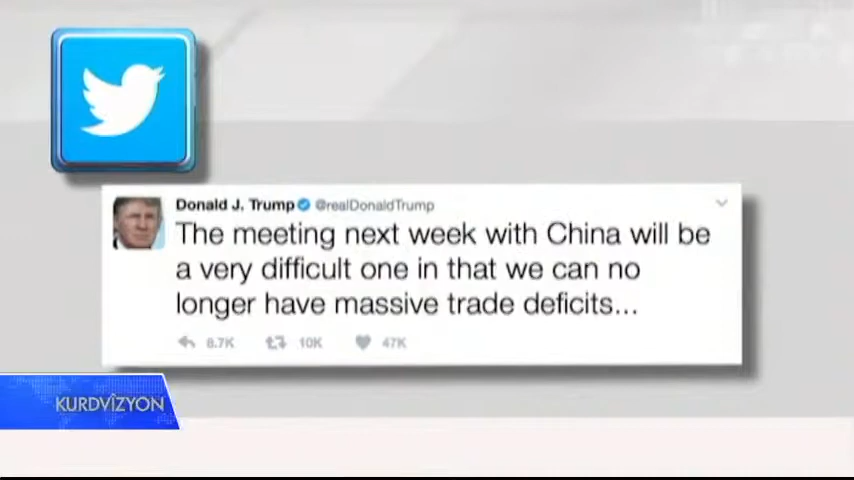 Donald J. Trump @realDonaldTrump
The meeting next week with China will be
a very difficult one in that we can no
longer have massive trade deficits...
8.7K 10K 47K
KURDVÎZYON